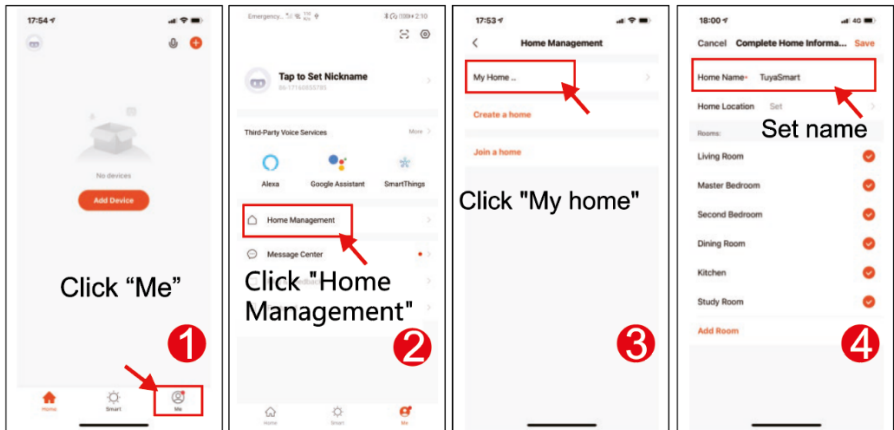 17:54
No devices
Add Device
Click “Me”
1
Home
Smart
Me
Emergency...
Tap to Set Nickname
Third-Party Voice Services
More
Alexa
Google Assistant
SmartThings
Home Management
Message Center
Click "Home
Management"
2
Home
Smart
Me
17:53
Home Management
My Home ..
Create a home
Join a home
Click "My home"
3
18:00
4G
Cancel
Complete Home Informa...
Save
Home Name*
TuyaSmart
Home Location
Set
Set name
Rooms:
Living Room
Master Bedroom
Second Bedroom
Dining Room
Kitchen
Study Room
Add Room
4